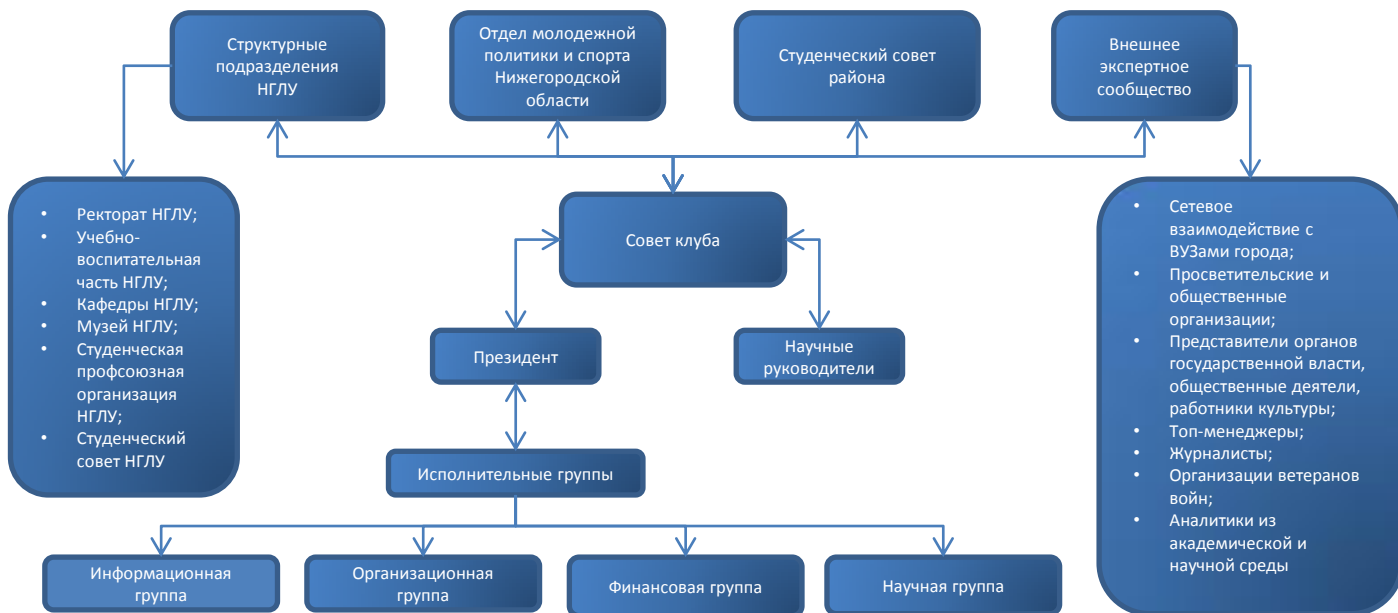 Структурные
подразделения
НГЛУ
Отдел молодежной
политики и спорта
Нижегородской
области
Студенческий совет
района
Внешнее
экспертное
сообщество
• Ректорат НГЛУ;
• Учебно-
воспитательная
часть НГЛУ;
• Кафедры НГЛУ;
• Музей НГЛУ;
• Студенческая
профсоюзная
организация
НГЛУ;
• Студенческий
совет НГЛУ
Совет клуба
Президент
Научные
руководители
Исполнительные группы
Информационная
группа
Организационная
группа
Финансовая группа
Научная группа
• Сетевое
взаимодействие с
ВУЗами города;
• Просветительские и
общественные
организации;
• Представители органов
государственной власти,
общественные деятели,
работники культуры;
• Топ-менеджеры;
• Журналисты;
• Организации ветеранов
войн;
• Аналитики из
академической и
научной среды